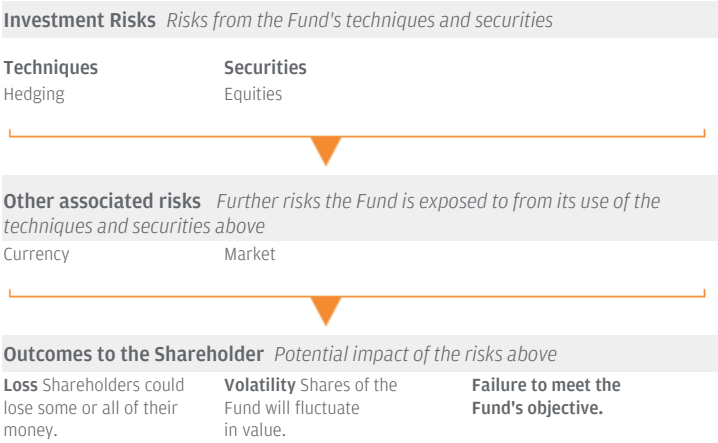 Investment Risks Risks from the Fund's techniques and securities
Techniques Securities
Hedging Equities
Other associated risks Further risks the Fund is exposed to from its use of the
techniques and securities above
Currency Market
Outcomes to the Shareholder Potential impact of the risks above
Loss Shareholders could
lose some or all of their
money.
Volatility Shares of the
Fund will fluctuate
in value.
Failure to meet the
Fund's objective.